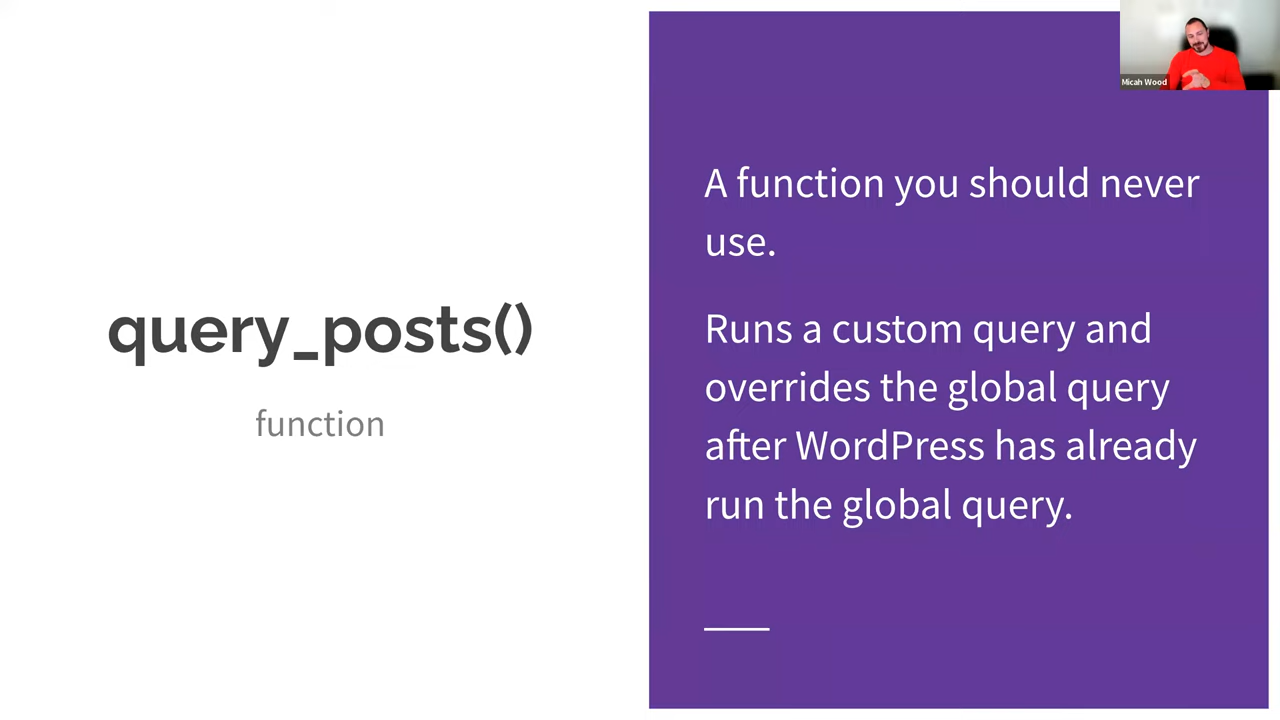 query_posts()
function
A function you should never
use.
Runs a custom query and
overrides the global query
after WordPress has already
run the global query.
Micah Wood